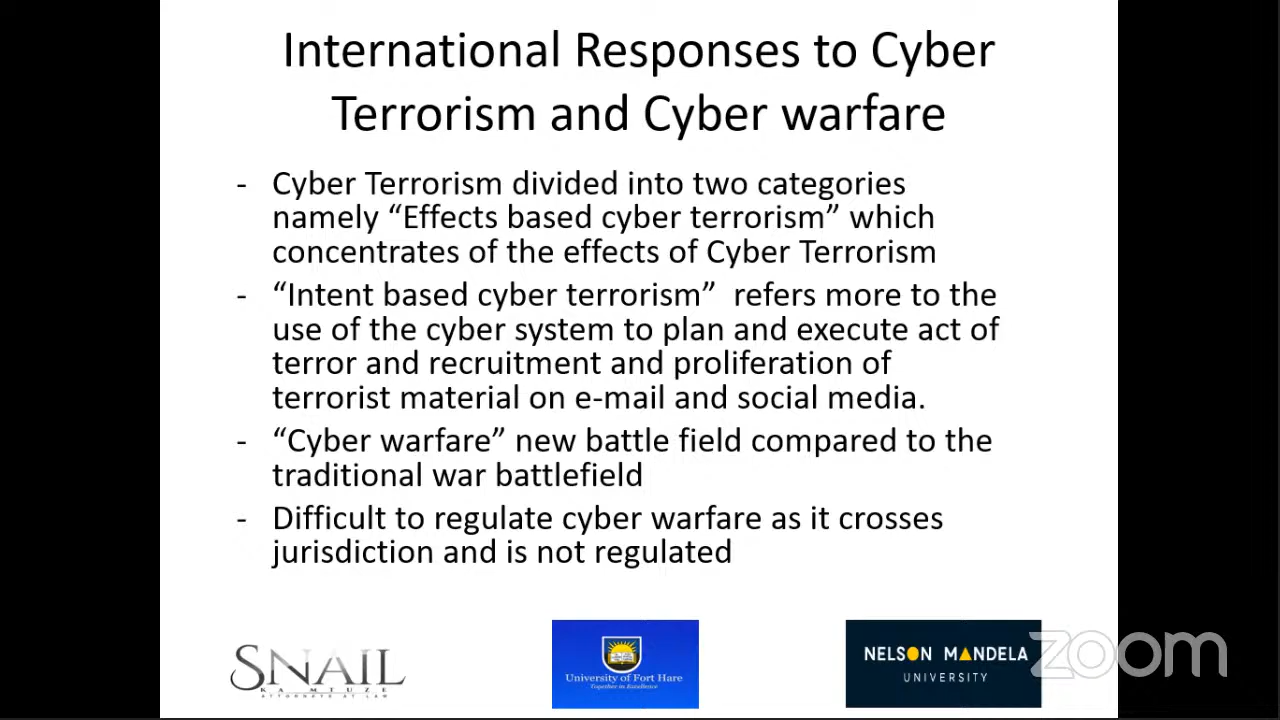 International Responses to Cyber
Terrorism and Cyber warfare
- Cyber Terrorism divided into two categories
namely “Effects based cyber terrorism” which
concentrates of the effects of Cyber Terrorism
- “Intent based cyber terrorism”  refers more to the
use of the cyber system to plan and execute act of
terror and recruitment and proliferation of
terrorist material on e-mail and social media.
- “Cyber warfare” new battle field compared to the
traditional war battlefield
- Difficult to regulate cyber warfare as it crosses
jurisdiction and is not regulated
SNAIL
KAMTUZE
ATTORNEYS AT LAW
University of Fort Hare
Together in Excellence
NELSON MANDELA
UNIVERSITY
zoom